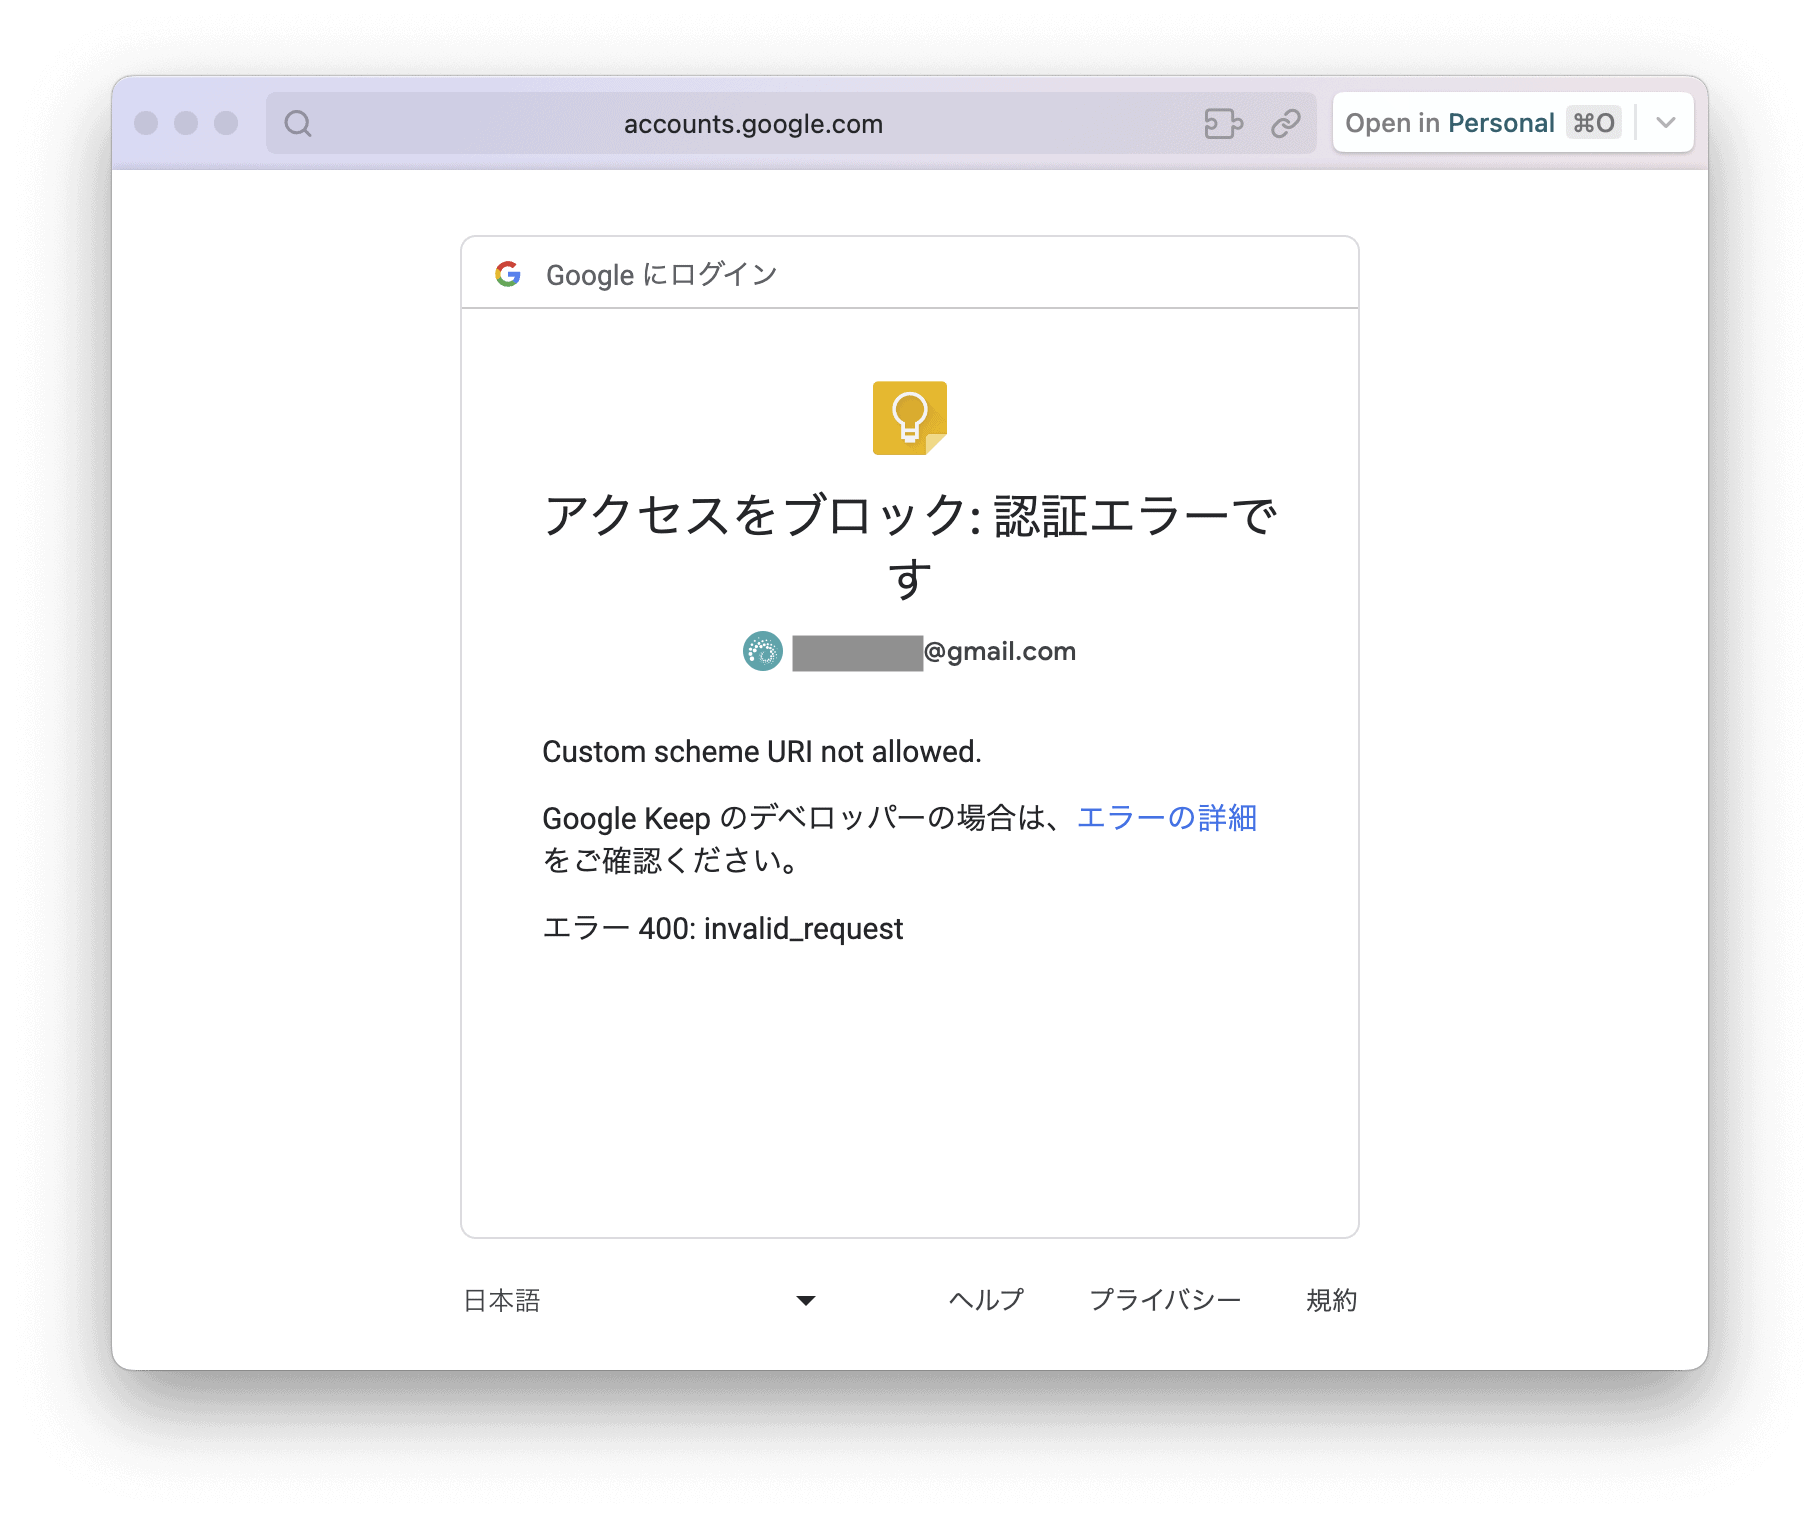 accounts.google.com
Open in Personal ⌘O
Google にログイン
アクセスをブロック: 認証エラーで
す
@gmail.com
Custom scheme URI not allowed.
Google Keep のデベロッパーの場合は、エラーの詳細
をご確認ください。
エラー 400: invalid_request
日本語
ヘルプ プライバシー 規約